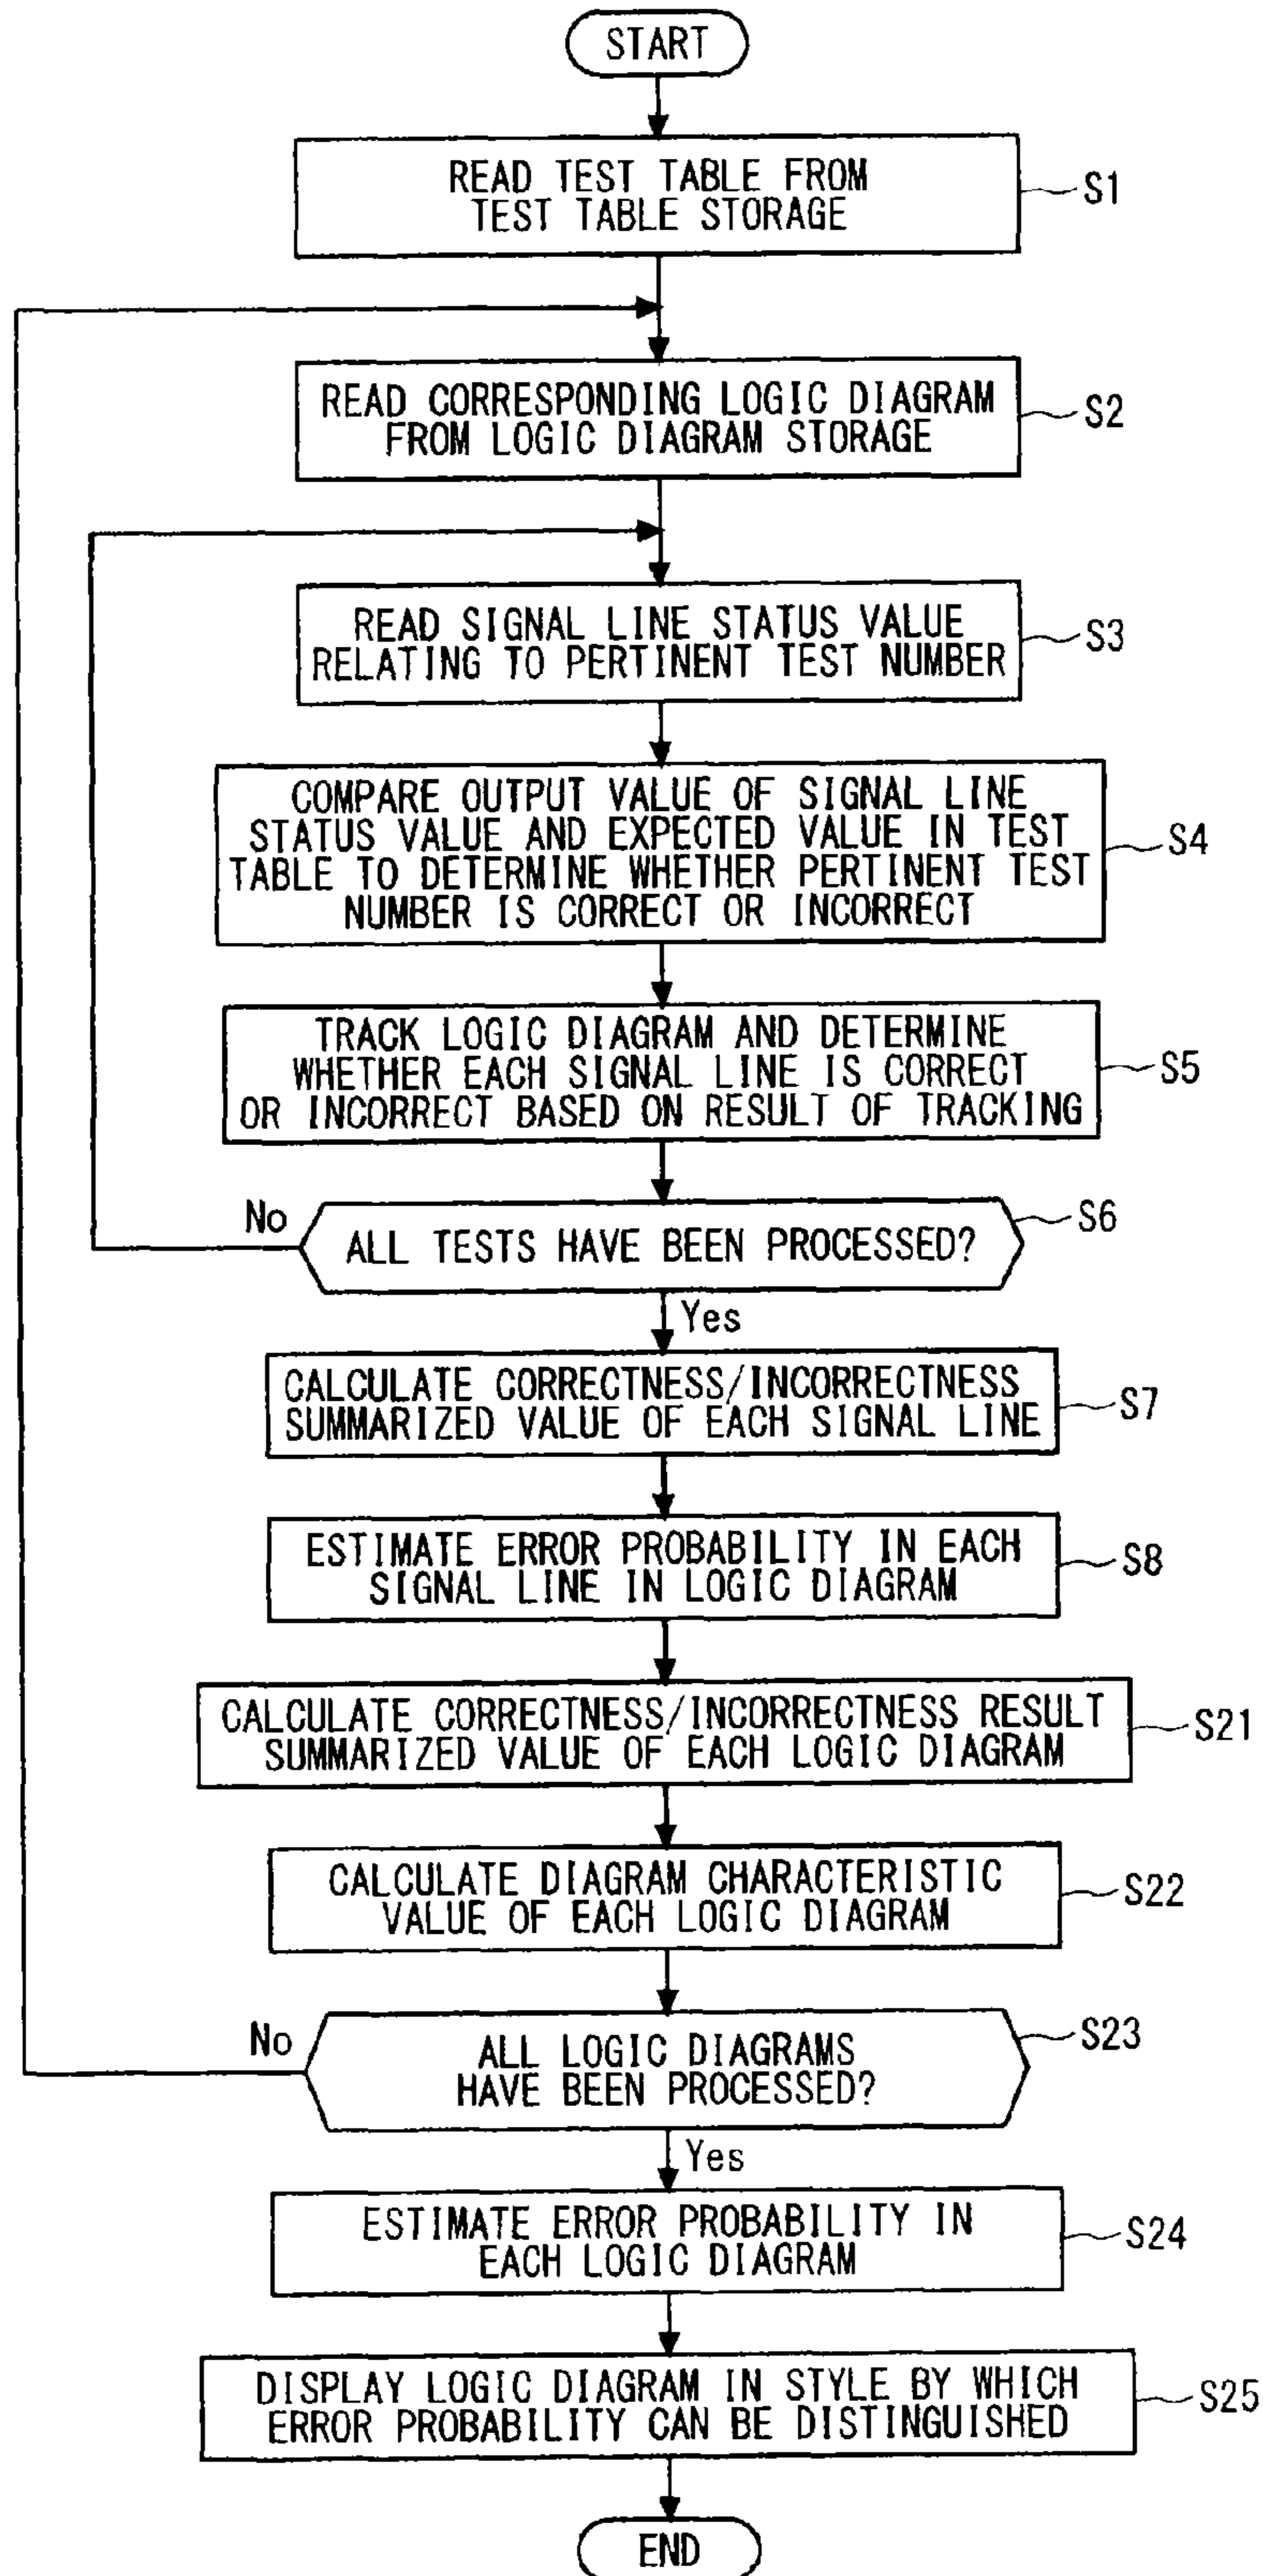 START
READ TEST TABLE FROM
TEST TABLE STORAGE
S1
READ CORRESPONDING LOGIC DIAGRAM
FROM LOGIC DIAGRAM STORAGE
S2
READ SIGNAL LINE STATUS VALUE
RELATING TO PERTINENT TEST NUMBER
S3
COMPARE OUTPUT VALUE OF SIGNAL LINE
STATUS VALUE AND EXPECTED VALUE IN TEST
TABLE TO DETERMINE WHETHER PERTINENT TEST
NUMBER IS CORRECT OR INCORRECT
S4
TRACK LOGIC DIAGRAM AND DETERMINE
WHETHER EACH SIGNAL LINE IS CORRECT
OR INCORRECT BASED ON RESULT OF TRACKING
S5
No
ALL TESTS HAVE BEEN PROCESSED?
S6
Yes
CALCULATE CORRECTNESS/INCORRECTNESS
SUMMARIZED VALUE OF EACH SIGNAL LINE
S7
ESTIMATE ERROR PROBABILITY IN EACH
SIGNAL LINE IN LOGIC DIAGRAM
S8
CALCULATE CORRECTNESS/INCORRECTNESS RESULT
SUMMARIZED VALUE OF EACH LOGIC DIAGRAM
S21
CALCULATE DIAGRAM CHARACTERISTIC
VALUE OF EACH LOGIC DIAGRAM
S22
No
ALL LOGIC DIAGRAMS
HAVE BEEN PROCESSED?
S23
Yes
ESTIMATE ERROR PROBABILITY IN
EACH LOGIC DIAGRAM
S24
DISPLAY LOGIC DIAGRAM IN STYLE BY WHICH
ERROR PROBABILITY CAN BE DISTINGUISHED
S25
END